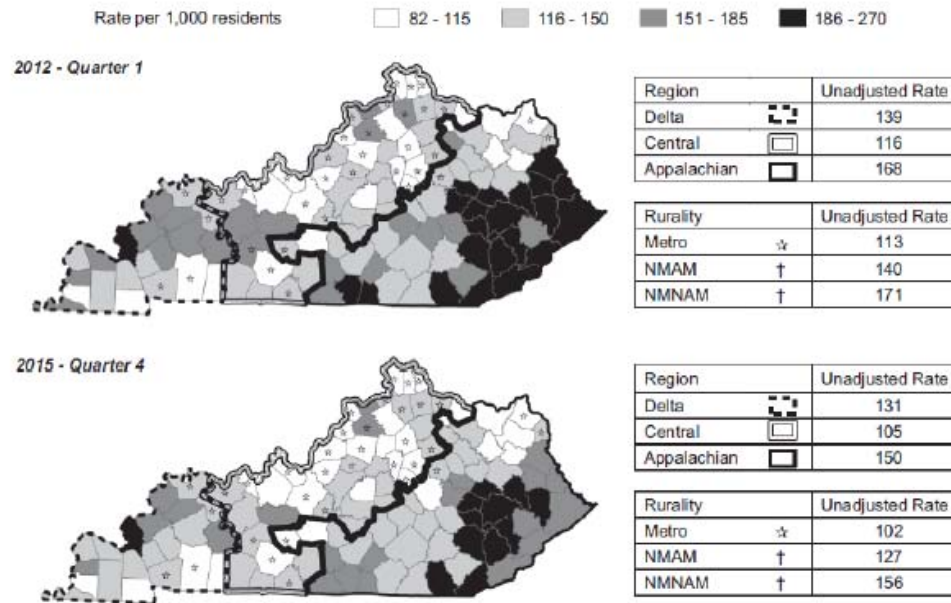 Rate per 1,000 residents 82 - 115 116 - 150 151 - 185 186 - 270
2012 - Quarter 1
Region Unadjusted Rate
Delta 139
Central 116
Appalachian 168
Rurality Unadjusted Rate
Metro ☆ 113
NMAM † 140
NMNAM † 171
2015 - Quarter 4
Region Unadjusted Rate
Delta 131
Central 105
Appalachian 150
Rurality Unadjusted Rate
Metro ☆ 102
NMAM † 127
NMNAM † 156